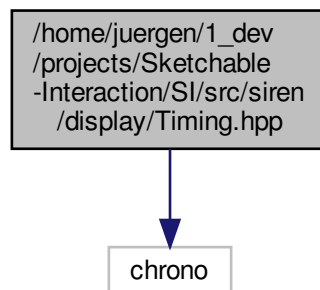 /home/juergen/1_dev
/projects/Sketchable
-Interaction/SI/src/siren
/display/Timing.hpp
chrono